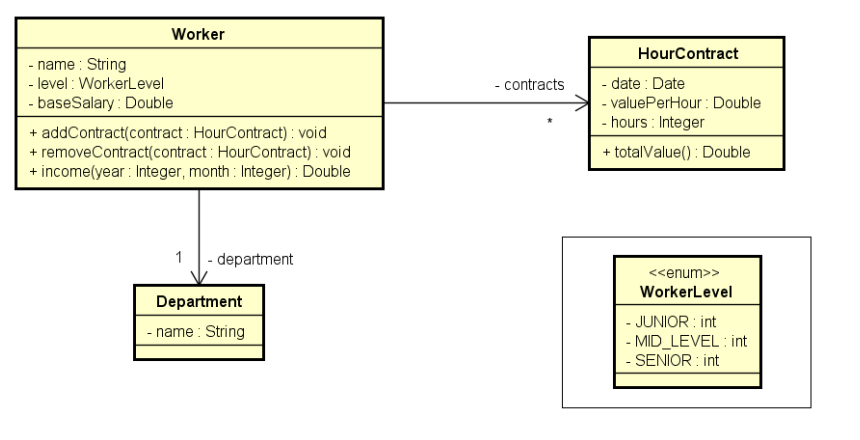 Worker
- name : String
- level : WorkerLevel
- baseSalary : Double
+ addContract(contract : HourContract) : void
+ removeContract(contract : HourContract) : void
+ income(year : Integer, month : Integer) : Double
- contracts
*
HourContract
- date : Date
- valuePerHour : Double
- hours : Integer
+ totalValue() : Double
1
- department
Department
- name : String
<<enum>>
WorkerLevel
- JUNIOR : int
- MID_LEVEL : int
- SENIOR : int